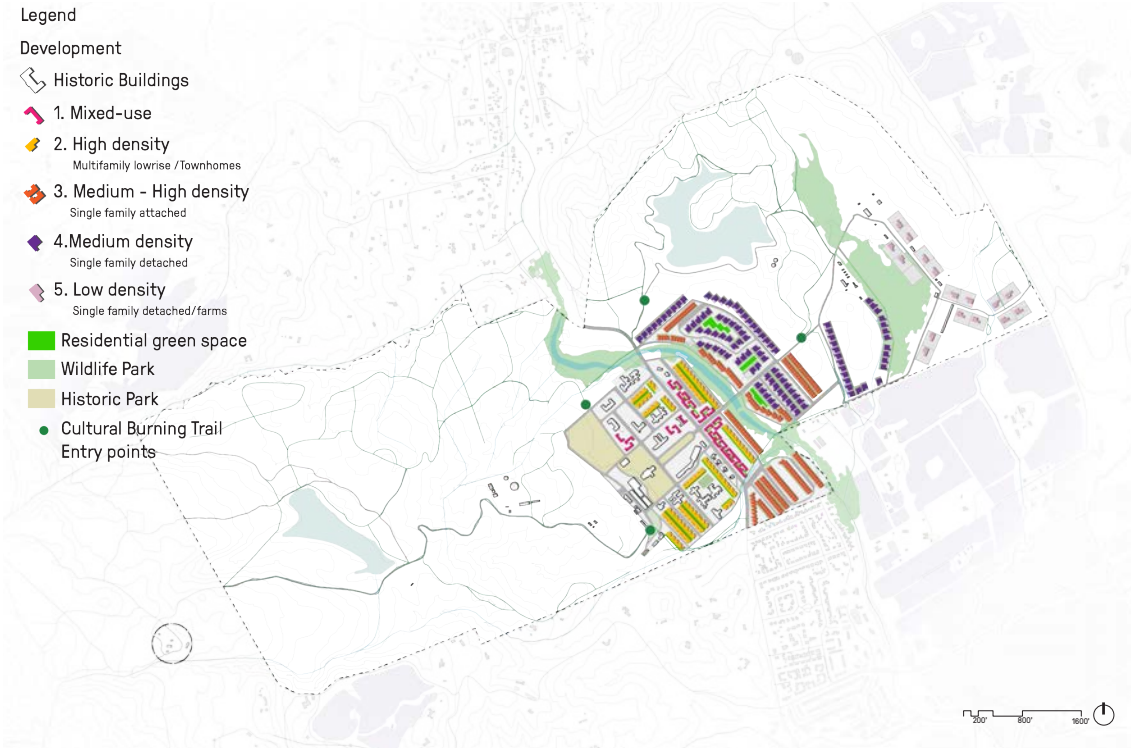 Legend
Development
Historic Buildings
1. Mixed-use
2. High density
Multifamily lowrise /Townhomes
3. Medium - High density
Single family attached
4.Medium density
Single family detached
5. Low density
Single family detached/farms
Residential green space
Wildlife Park
Historic Park
Cultural Burning Trail
Entry points
200' 800' 1600'